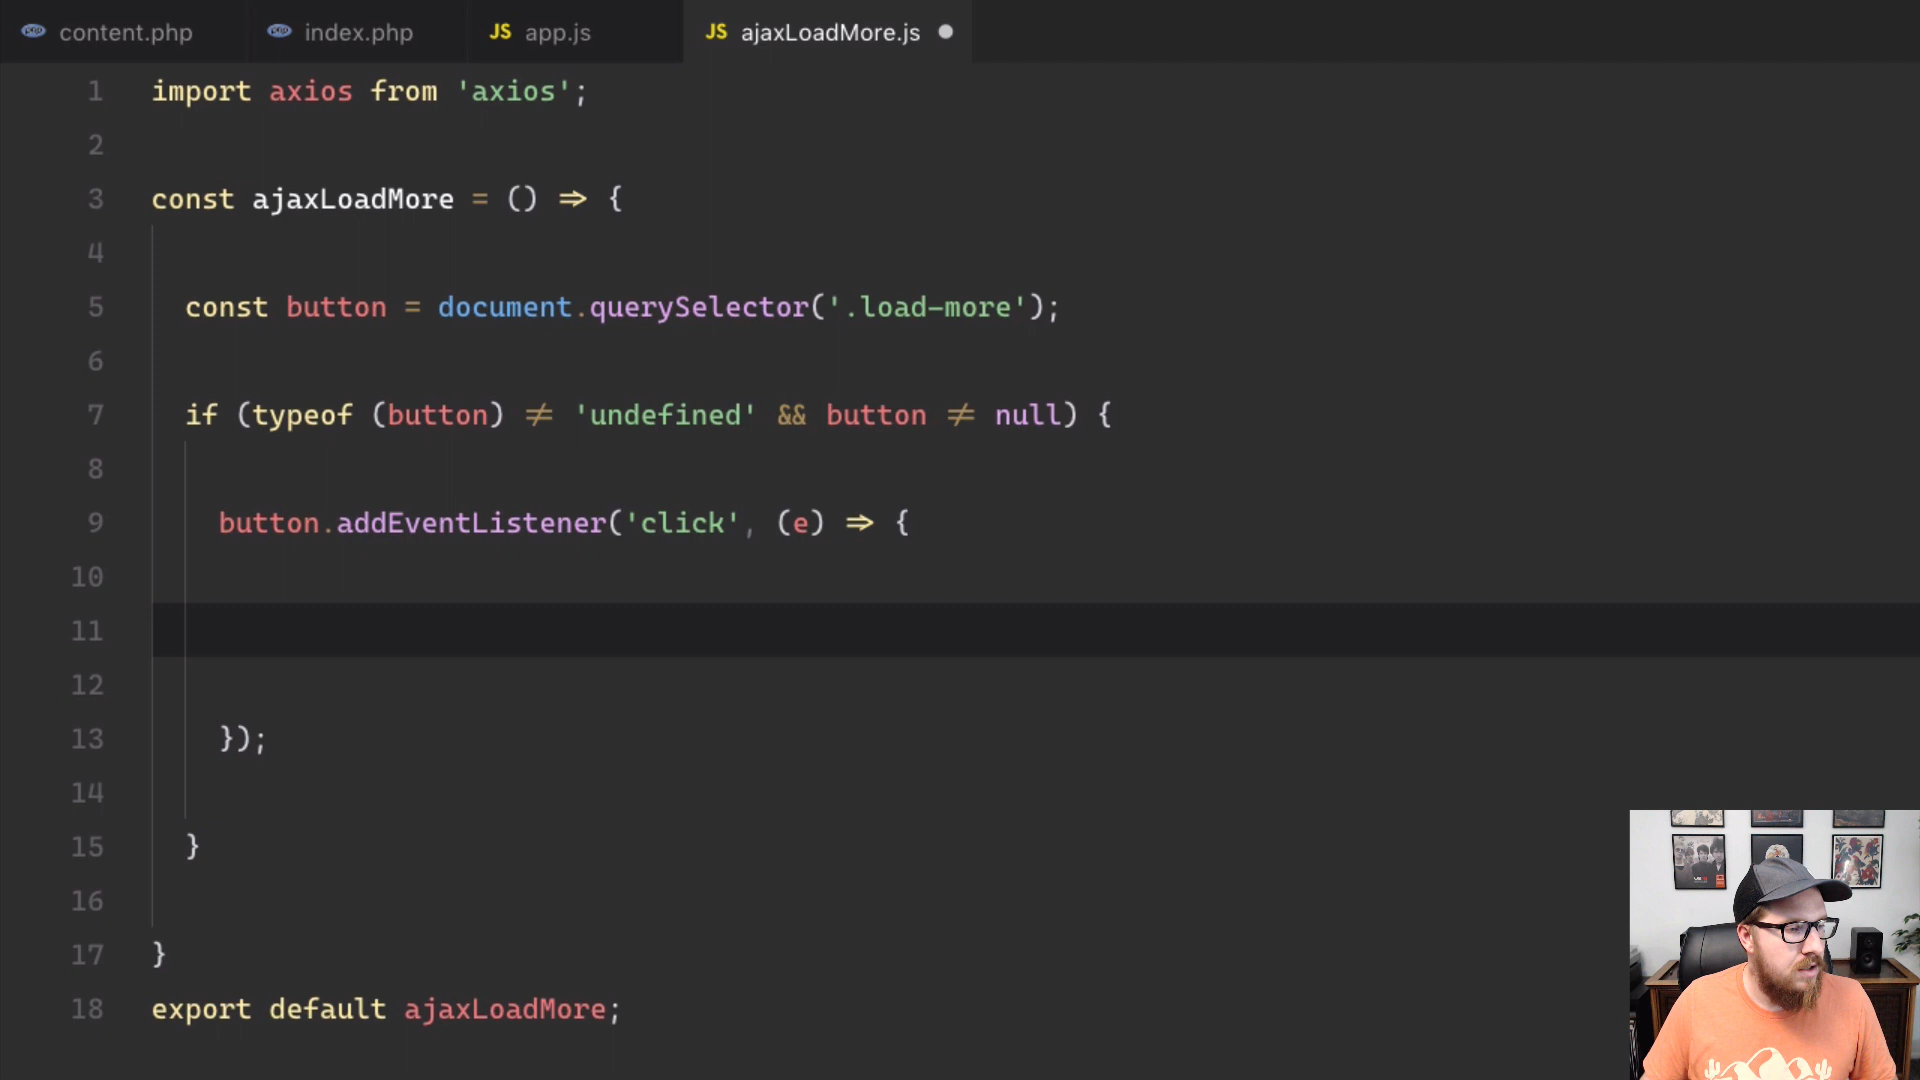 content.php
index.php
JS app.js
JS ajaxLoadMore.js
1 import axios from 'axios';
2
3 const ajaxLoadMore = () => {
4
5 const button = document.querySelector('.load-more');
6
7 if (typeof (button) != 'undefined' && button != null) {
8
9 button.addEventListener('click', (e) => {
10
11
12
13 });
14
15 }
16
17 }
18 export default ajaxLoadMore;